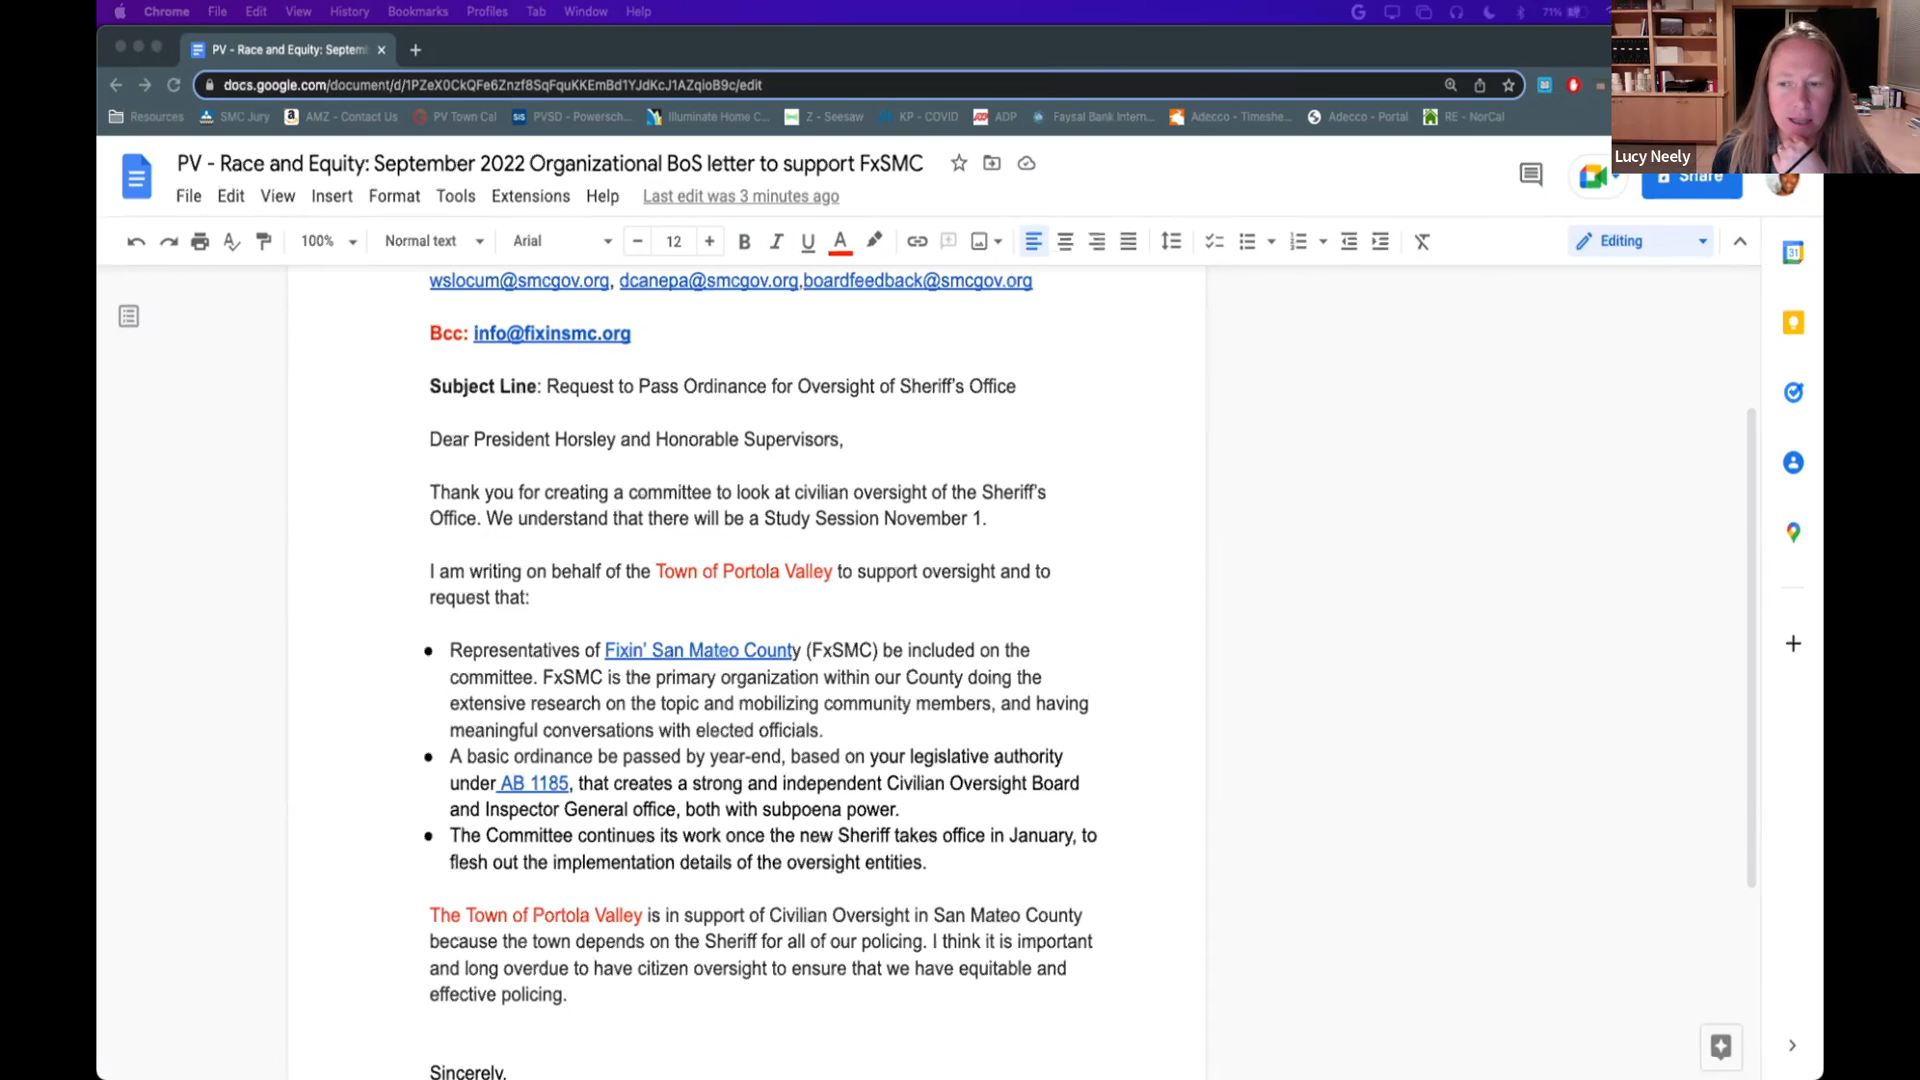 Chrome File Edit View History Bookmarks Profiles Tab Window Help 71%
PV - Race and Equity: Septem
docs.google.com/document/d/1PZeX0CkQFe6Znzf8SqFquKKEmBd1YJdKcJ1AZqioB9c/edit
Resources SMC Jury AMZ - Contact Us PV Town Cal PVSD - Powersch... Illuminate Home C... Z - Seesaw KP - COVID ADP Faysal Bank Intern... Adecco - Timeshe... Adecco - Portal RE - NorCal
Lucy Neely
PV - Race and Equity: September 2022 Organizational BoS letter to support FxSMC
Share
File Edit View Insert Format Tools Extensions Help Last edit was 3 minutes ago
100% Normal text Arial − 12 + B I U A Editing
wslocum@smcgov.org, dcanepa@smcgov.org,boardfeedback@smcgov.org
Bcc: info@fixinsmc.org
Subject Line: Request to Pass Ordinance for Oversight of Sheriff's Office
Dear President Horsley and Honorable Supervisors,
Thank you for creating a committee to look at civilian oversight of the Sheriff's
Office. We understand that there will be a Study Session November 1.
I am writing on behalf of the Town of Portola Valley to support oversight and to
request that:
● Representatives of Fixin' San Mateo County (FxSMC) be included on the
committee. FxSMC is the primary organization within our County doing the
extensive research on the topic and mobilizing community members, and having
meaningful conversations with elected officials.
● A basic ordinance be passed by year-end, based on your legislative authority
under AB 1185, that creates a strong and independent Civilian Oversight Board
and Inspector General office, both with subpoena power.
● The Committee continues its work once the new Sheriff takes office in January, to
flesh out the implementation details of the oversight entities.
The Town of Portola Valley is in support of Civilian Oversight in San Mateo County
because the town depends on the Sheriff for all of our policing. I think it is important
and long overdue to have citizen oversight to ensure that we have equitable and
effective policing.
Sincerely,